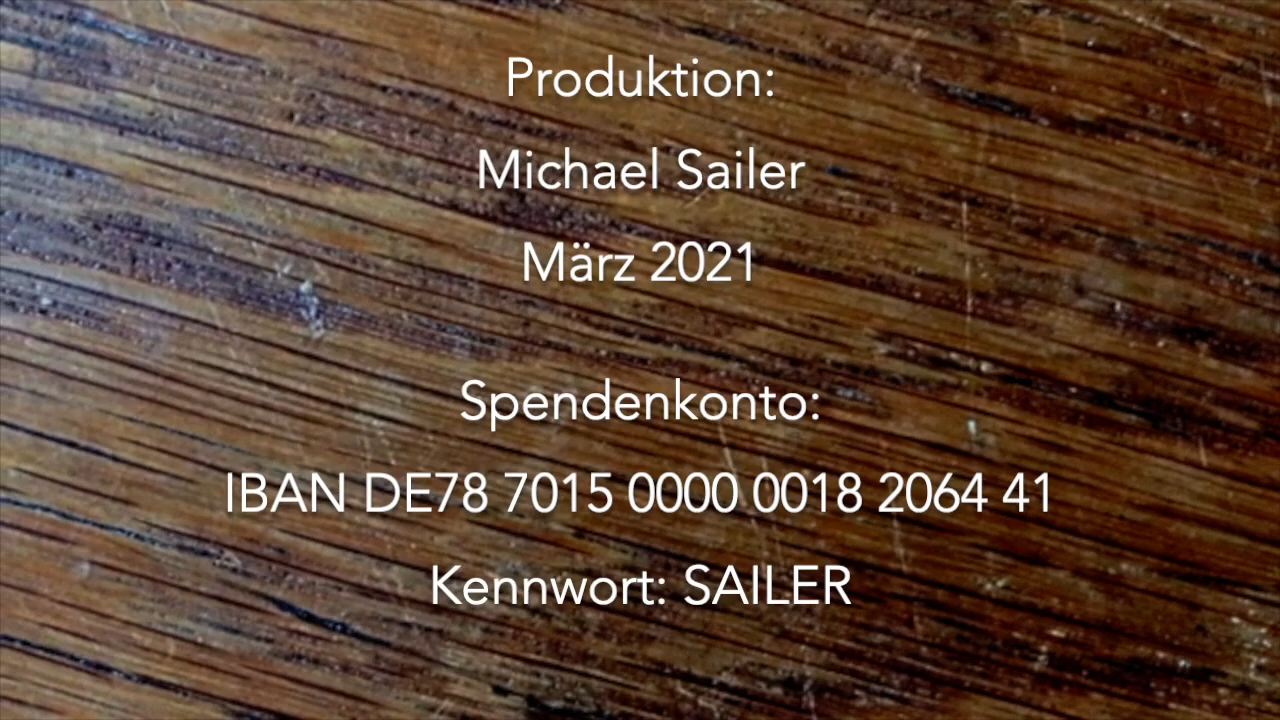 Produktion:
Michael Sailer
März 2021
Spendenkonto:
IBAN DE78 7015 0000 0018 2064 41
Kennwort: SAILER